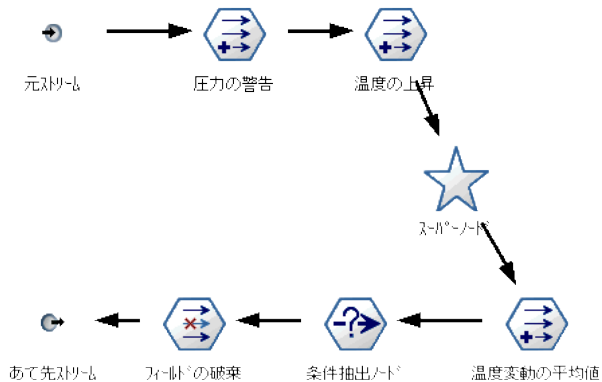 元ストリーム
圧力の警告
温度の上昇
スーパーノード
あて先ストリーム
フィールドの破棄
条件抽出ノード
温度変動の平均値